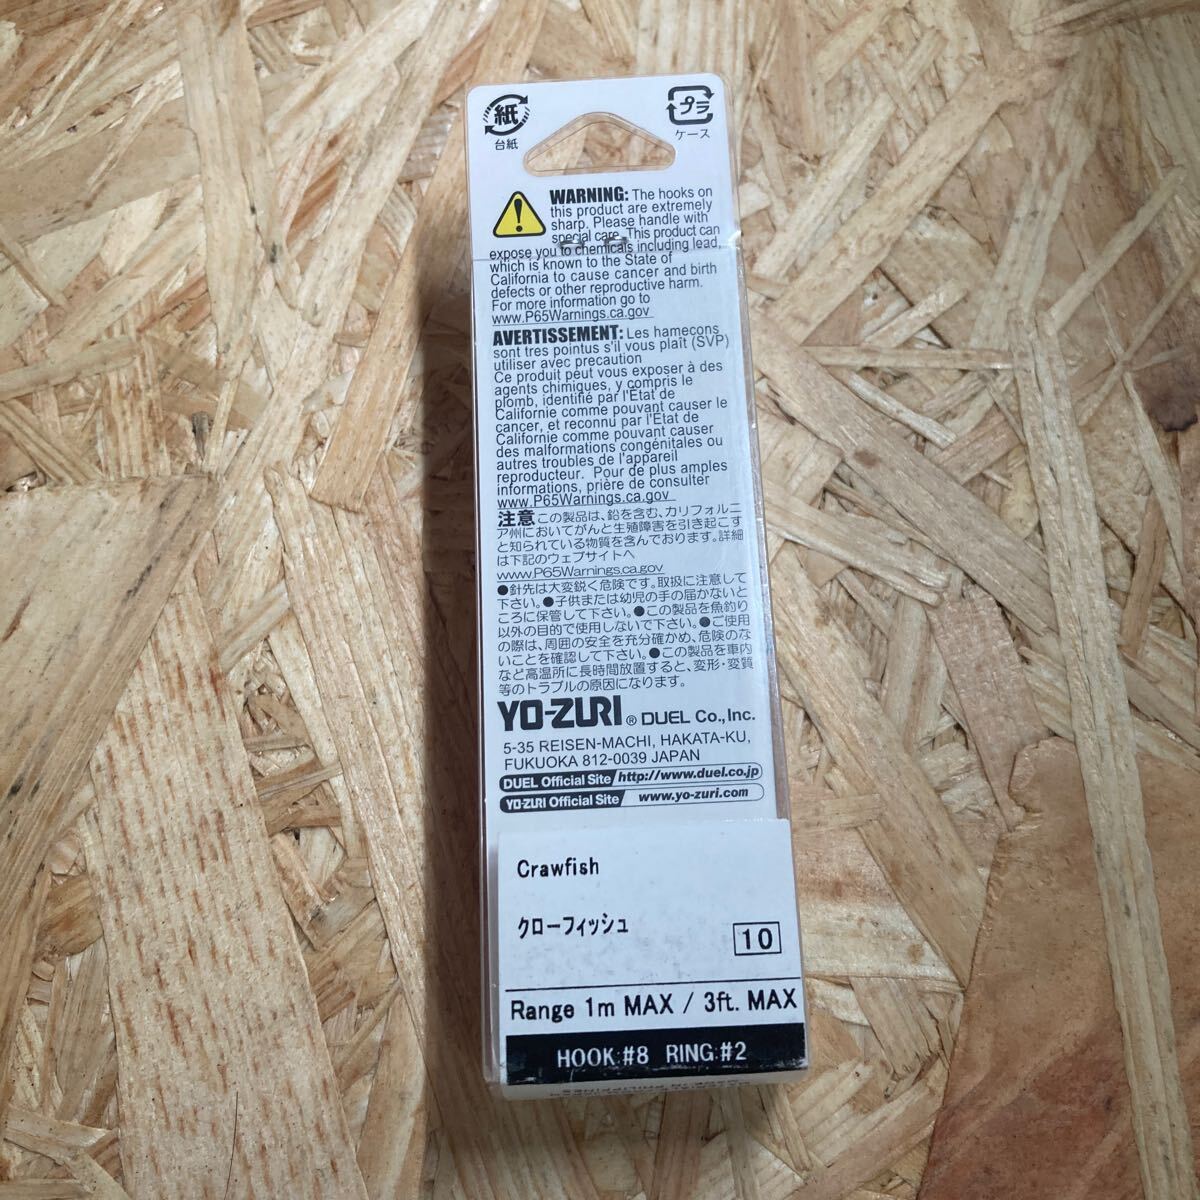 紙
台紙
プラ
ケース
WARNING: The hooks on
this product are extremely
sharp. Please handle with
special care. This product can
expose you to chemicals including lead,
which is known to the State of
California to cause cancer and birth
defects or other reproductive harm.
For more information go to
www.P65Warnings.ca.gov
AVERTISSEMENT: Les hamecons
sont tres pointus s'il vous plaît (SVP)
utiliser avec precaution
Ce produit peut vous exposer à des
agents chimiques, y compris le
plomb, identifié par l'État de
Californie comme pouvant causer le
cancer, et reconnu par l'État de
Californie comme pouvant causer
des malformations congénitales ou
autres troubles de l'appareil
reproducteur. Pour de plus amples
informations, prière de consulter
www.P65Warnings.ca.gov
注意 この製品は、鉛を含む、カリフォルニ
ア州においてがんと生殖障害を引き起こす
と知られている物質を含んでおります。詳細
は下記のウェブサイトへ
www.P65Warnings.ca.gov
●針先は大変鋭く危険です。取扱に注意して
下さい。●子供または幼児の手の届かないと
ころに保管して下さい。●この製品を魚釣り
以外の目的で使用しないで下さい。●ご使用
の際は、周囲の安全を充分確かめ、危険のな
いことを確認して下さい。●この製品を車内
など高温所に長時間放置すると、変形・変質
等のトラブルの原因になります。
YO-ZURI ® DUEL Co.,Inc.
5-35 REISEN-MACHI, HAKATA-KU,
FUKUOKA 812-0039 JAPAN
DUEL Official Site http://www.duel.co.jp
YO-ZURI Official Site www.yo-zuri.com
Crawfish
クローフィッシュ
10
Range 1m MAX / 3ft. MAX
HOOK:#8 RING:#2